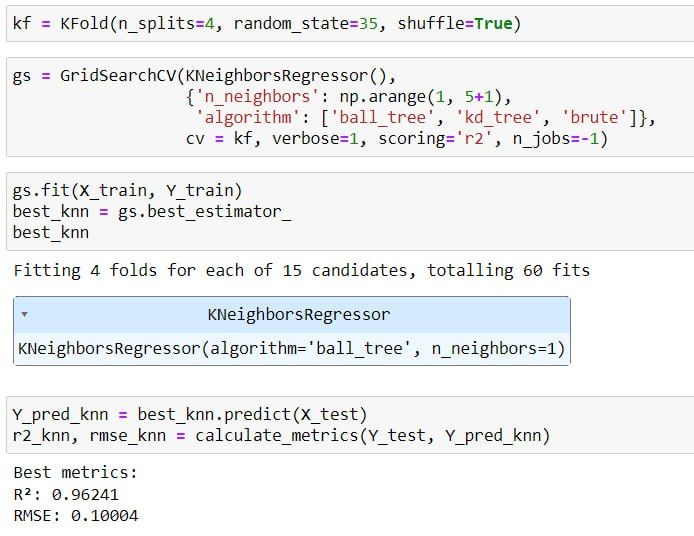 kf = KFold(n_splits=4, random_state=35, shuffle=True)
gs = GridSearchCV(KNeighborsRegressor(),
{'n_neighbors': np.arange(1, 5+1),
'algorithm': ['ball_tree', 'kd_tree', 'brute']},
cv = kf, verbose=1, scoring='r2', n_jobs=-1)
gs.fit(X_train, Y_train)
best_knn = gs.best_estimator_
best_knn
Fitting 4 folds for each of 15 candidates, totalling 60 fits
KNeighborsRegressor
KNeighborsRegressor(algorithm='ball_tree', n_neighbors=1)
Y_pred_knn = best_knn.predict(X_test)
r2_knn, rmse_knn = calculate_metrics(Y_test, Y_pred_knn)
Best metrics:
R²: 0.96241
RMSE: 0.10004